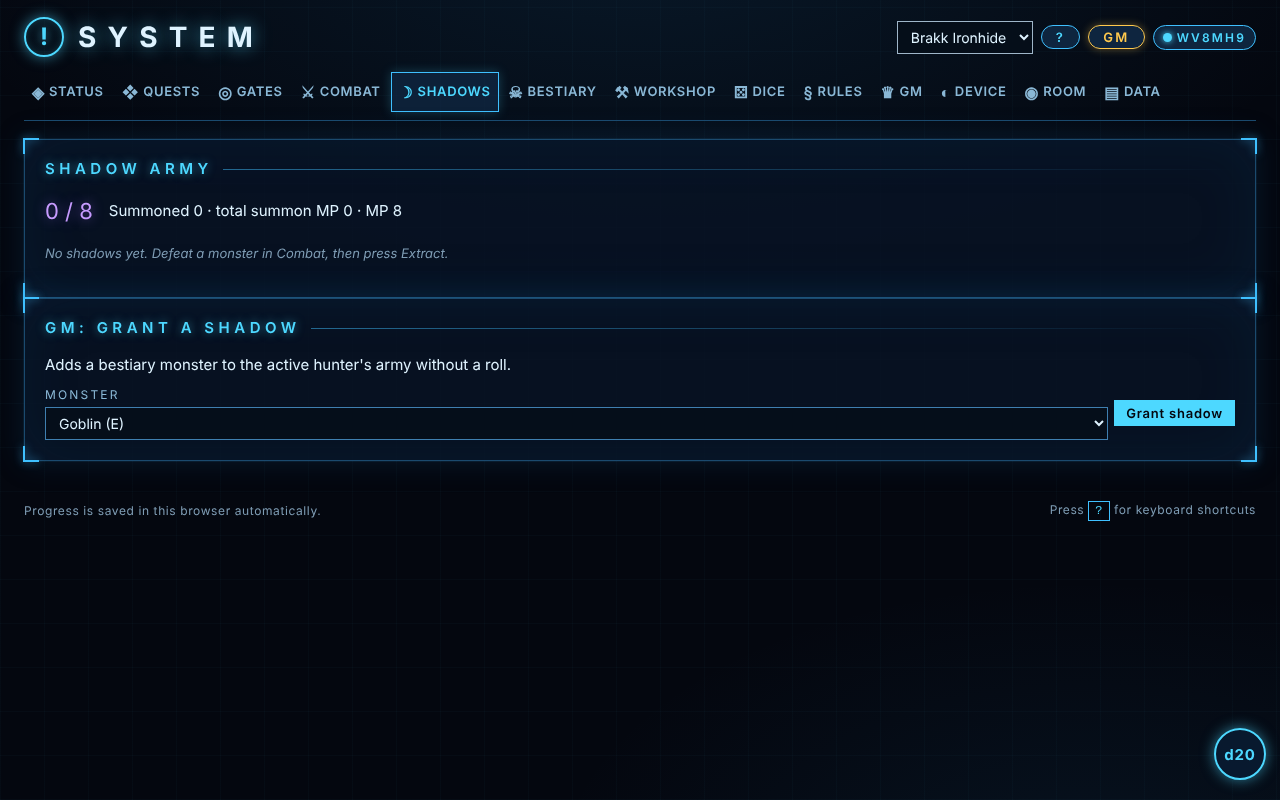 ! SYSTEM
Brakk Ironhide ? GM WV8MH9
STATUS QUESTS GATES COMBAT SHADOWS BESTIARY WORKSHOP DICE § RULES GM DEVICE ROOM DATA
SHADOW ARMY
0 / 8 Summoned 0 · total summon MP 0 · MP 8
No shadows yet. Defeat a monster in Combat, then press Extract.
GM: GRANT A SHADOW
Adds a bestiary monster to the active hunter's army without a roll.
MONSTER
Goblin (E) Grant shadow
Progress is saved in this browser automatically. Press ? for keyboard shortcuts
d20